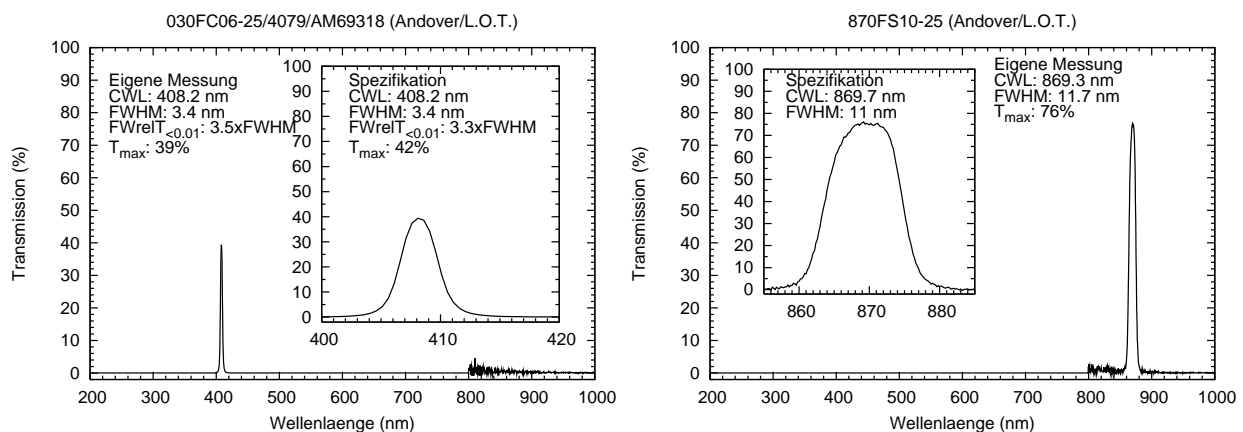 030FC06-25/4079/AM69318 (Andover/L.O.T.)
Transmission (%)
100
90
80
70
60
50
40
30
20
10
0
Eigene Messung
CWL: 408.2 nm
FWHM: 3.4 nm
FWrelT<0.01: 3.5xFWHM
Tmax: 39%
100
90
80
70
60
50
40
30
20
10
0
Spezifikation
CWL: 408.2 nm
FWHM: 3.4 nm
FWrelT<0.01: 3.3xFWHM
Tmax: 42%
400 410 420
200 300 400 500 600 700 800 900 1000
Wellenlaenge (nm)
870FS10-25 (Andover/L.O.T.)
Transmission (%)
100
90
80
70
60
50
40
30
20
10
0
100
90
80
70
60
50
40
30
20
10
0
Spezifikation
CWL: 869.7 nm
FWHM: 11 nm
860 870 880
Eigene Messung
CWL: 869.3 nm
FWHM: 11.7 nm
Tmax: 76%
200 300 400 500 600 700 800 900 1000
Wellenlaenge (nm)